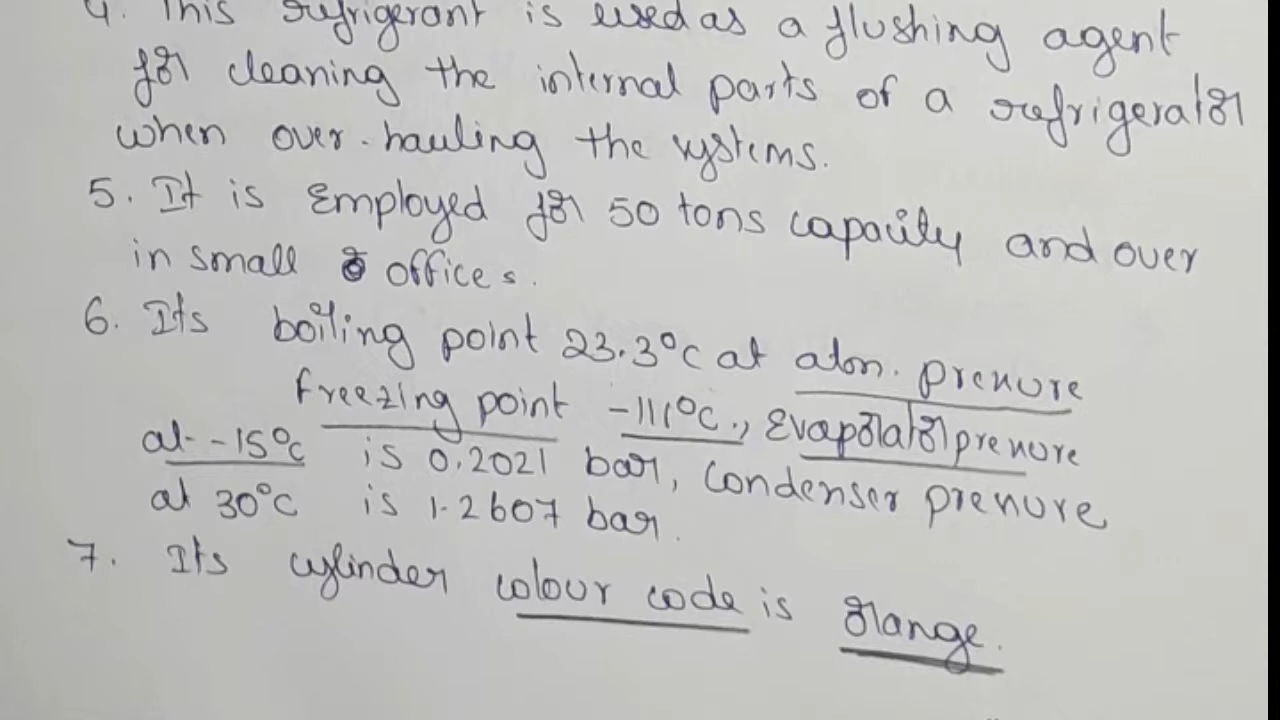 4. This refrigerant is used as a flushing agent
for cleaning the internal parts of a refrigerator
when over.hauling the systems.
5. It is Employed for 50 tons capacity and over
in small offices.
6. Its boiling point 23.3°c at atm. pressure
freezing point -111°c., Evaporator pressure
at -15°c is 0.2021 bar, Condenser pressure
at 30°c is 1.2607 bar.
7. Its cylinder colour code is orange.